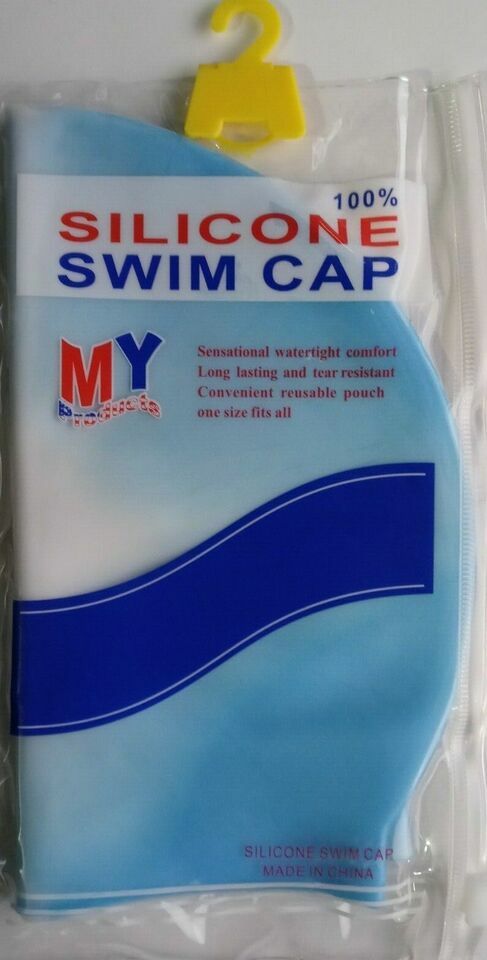 100%
SILICONE
SWIM CAP
MY
Products
Sensational watertight comfort
Long lasting and tear resistant
Convenient reusable pouch
one size fits all
SILICONE SWIM CAP
MADE IN CHINA